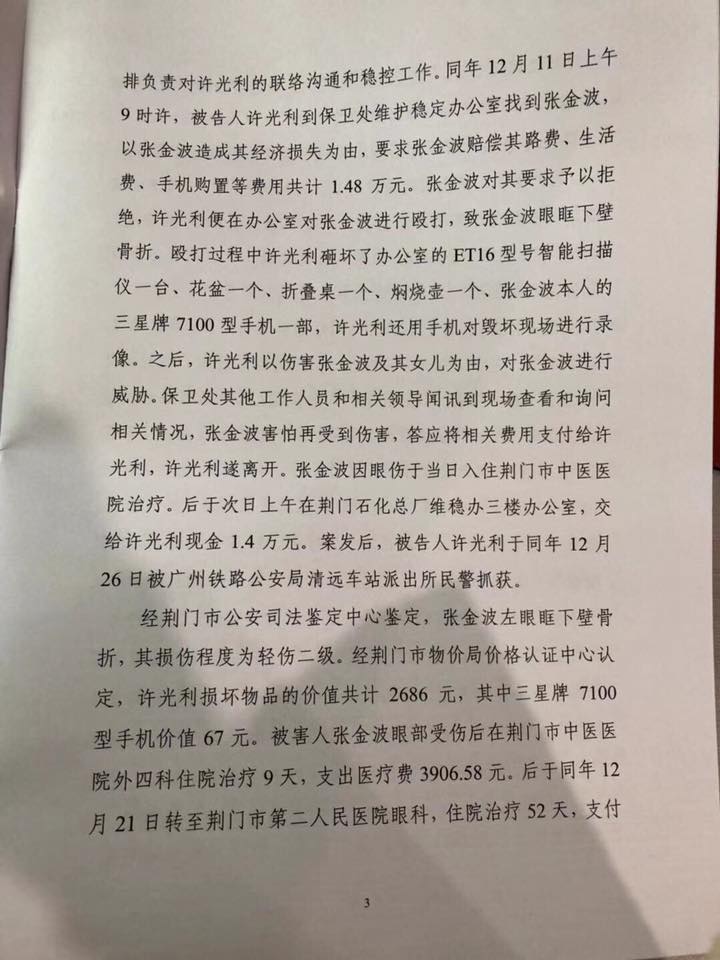 排负责对许光利的联络沟通和稳控工作。同年 12 月 11 日上午
9 时许，被告人许光利到保卫处维护稳定办公室找到张金波，
以张金波造成其经济损失为由，要求张金波赔偿其路费、生活
费、手机购置等费用共计 1.48 万元。张金波对其要求予以拒
绝，许光利便在办公室对张金波进行殴打，致张金波眼眶下壁
骨折。殴打过程中许光利砸坏了办公室的 ET16 型号智能扫描
仪一台、花盆一个、折叠桌一个、焖烧壶一个、张金波本人的
三星牌 7100 型手机一部，许光利还用手机对毁坏现场进行录
像。之后，许光利以伤害张金波及其女儿为由，对张金波进行
威胁。保卫处其他工作人员和相关领导闻讯到现场查看和询问
相关情况，张金波害怕再受到伤害，答应将相关费用支付给许
光利，许光利遂离开。张金波因眼伤于当日入住荆门市中医医
院治疗。后于次日上午在荆门石化总厂维稳办三楼办公室，交
给许光利现金 1.4 万元。案发后，被告人许光利于同年 12 月
26 日被广州铁路公安局清远车站派出所民警抓获。
经荆门市公安司法鉴定中心鉴定，张金波左眼眶下壁骨
折，其损伤程度为轻伤二级。经荆门市物价局价格认证中心认
定，许光利损坏物品的价值共计 2686 元，其中三星牌 7100
型手机价值 67 元。被害人张金波眼部受伤后在荆门市中医医
院外四科住院治疗 9 天，支出医疗费 3906.58 元。后于同年 12
月 21 日转至荆门市第二人民医院眼科，住院治疗 52 天，支付
3